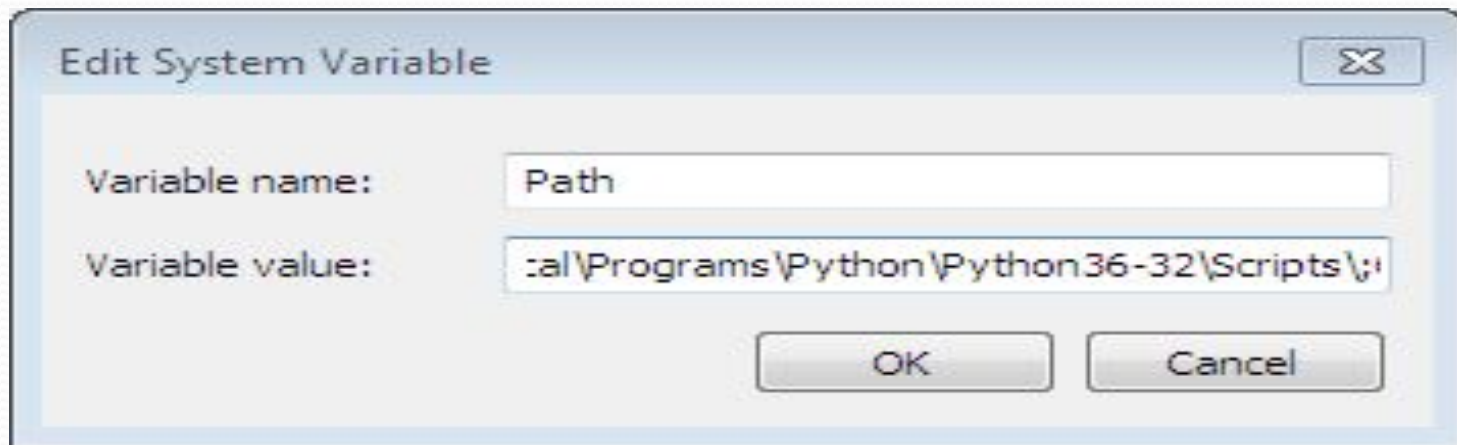 Edit System Variable
Variable name: Path
Variable value: :al\Programs\Python\Python36-32\Scripts\;
OK Cancel